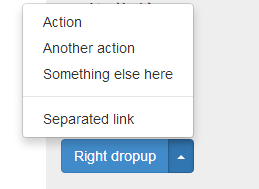 Action
Another action
Something else here
Separated link
Right dropup